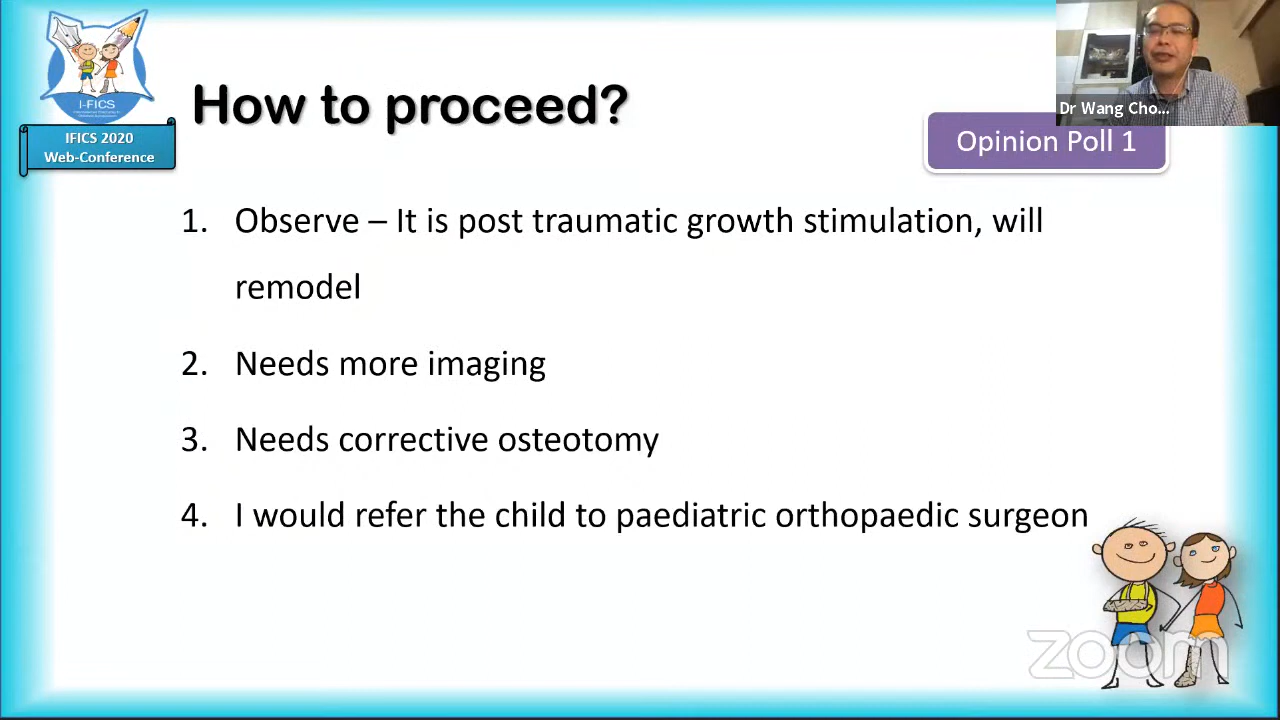 I-FICS
IFICS 2020
Web-Conference
How to proceed?
Dr Wang Cho...
Opinion Poll 1
1. Observe – It is post traumatic growth stimulation, will
remodel
2. Needs more imaging
3. Needs corrective osteotomy
4. I would refer the child to paediatric orthopaedic surgeon
zoom